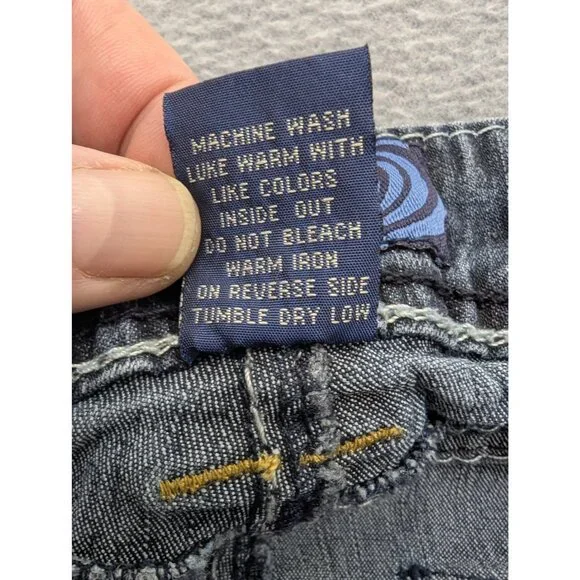 MACHINE WASH
LUKE WARM WITH
LIKE COLORS
INSIDE OUT
DO NOT BLEACH
WARM IRON
ON REVERSE SIDE
TUMBLE DRY LOW